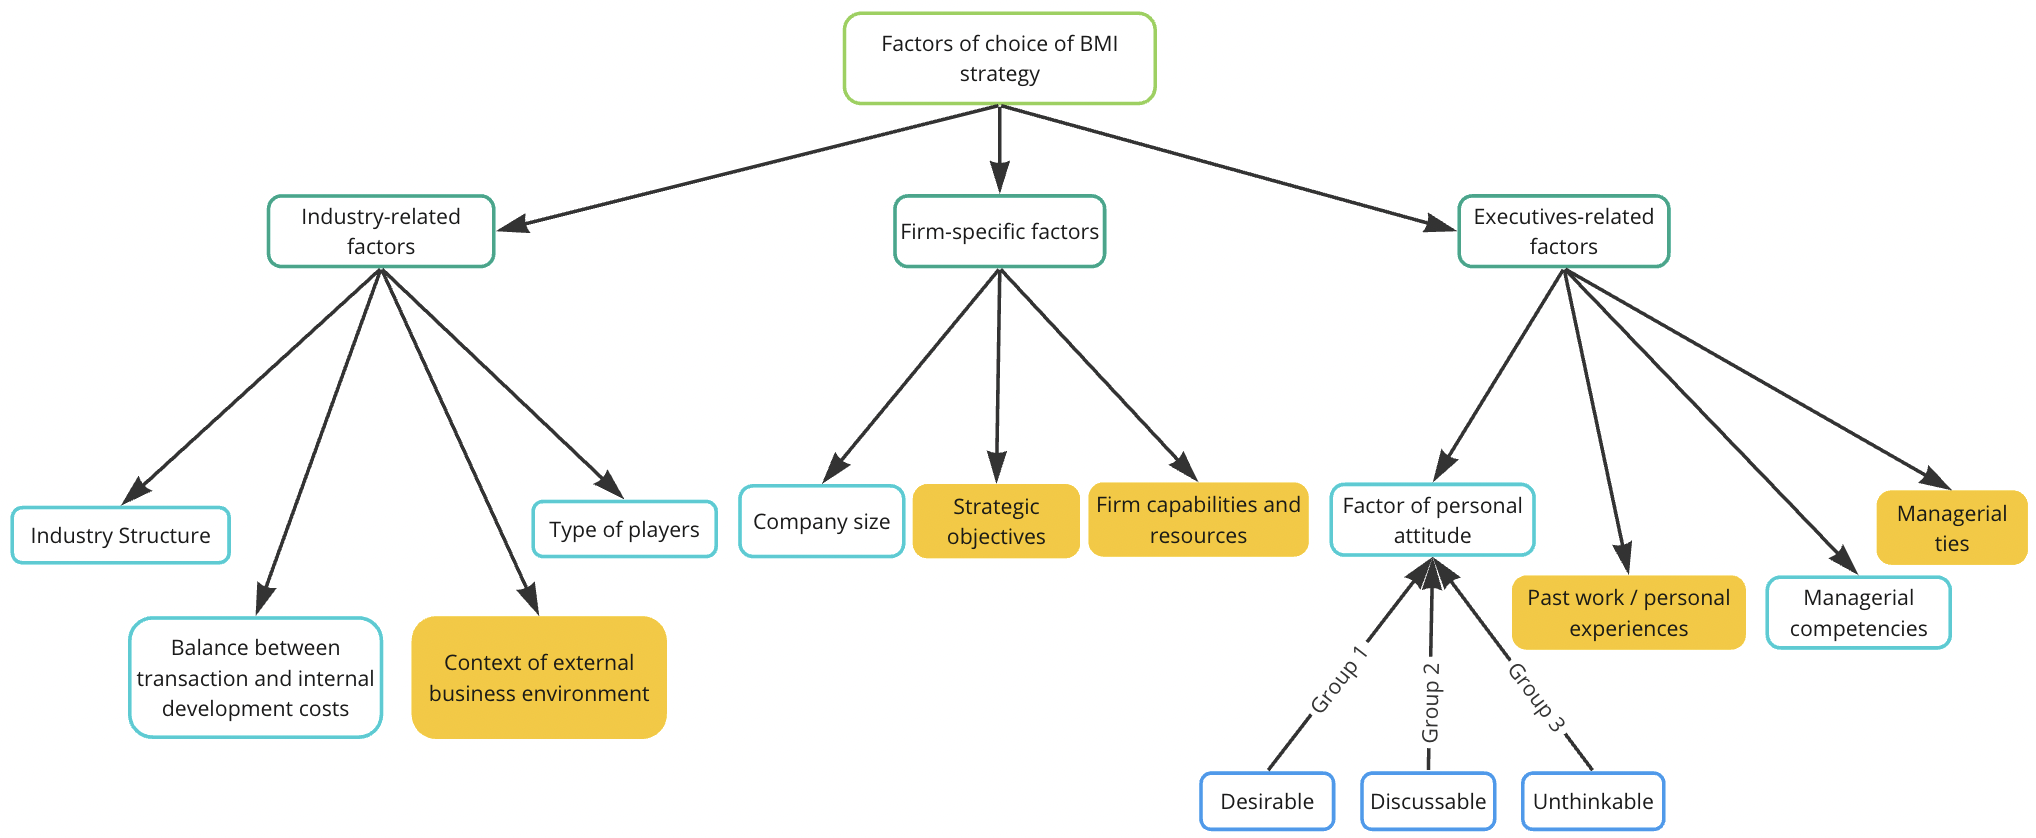 Factors of choice of BMI
strategy
Industry-related
factors
Firm-specific factors
Executives-related
factors
Industry Structure
Balance between
transaction and internal
development costs
Context of external
business environment
Type of players
Company size
Strategic
objectives
Firm capabilities and
resources
Factor of personal
attitude
Past work / personal
experiences
Managerial
competencies
Managerial
ties
Group 1
Group 2
Group 3
Desirable
Discussable
Unthinkable